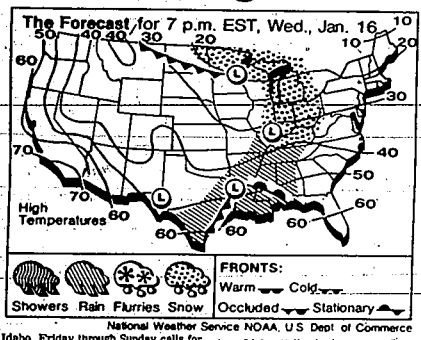 The Forecast for 7 p.m. EST, Wed., Jan. 16
50 40 40 30 20 10 10 20
60
L
30
L
70
40
L L
50
70
High
Temperatures
60 60 60 60
60
Showers Rain Flurries Snow
FRONTS:
Warm Cold
Occluded Stationary
National Weather Service NOAA, U.S. Dept of Commerce
Idaho. Friday through Sunday calls for